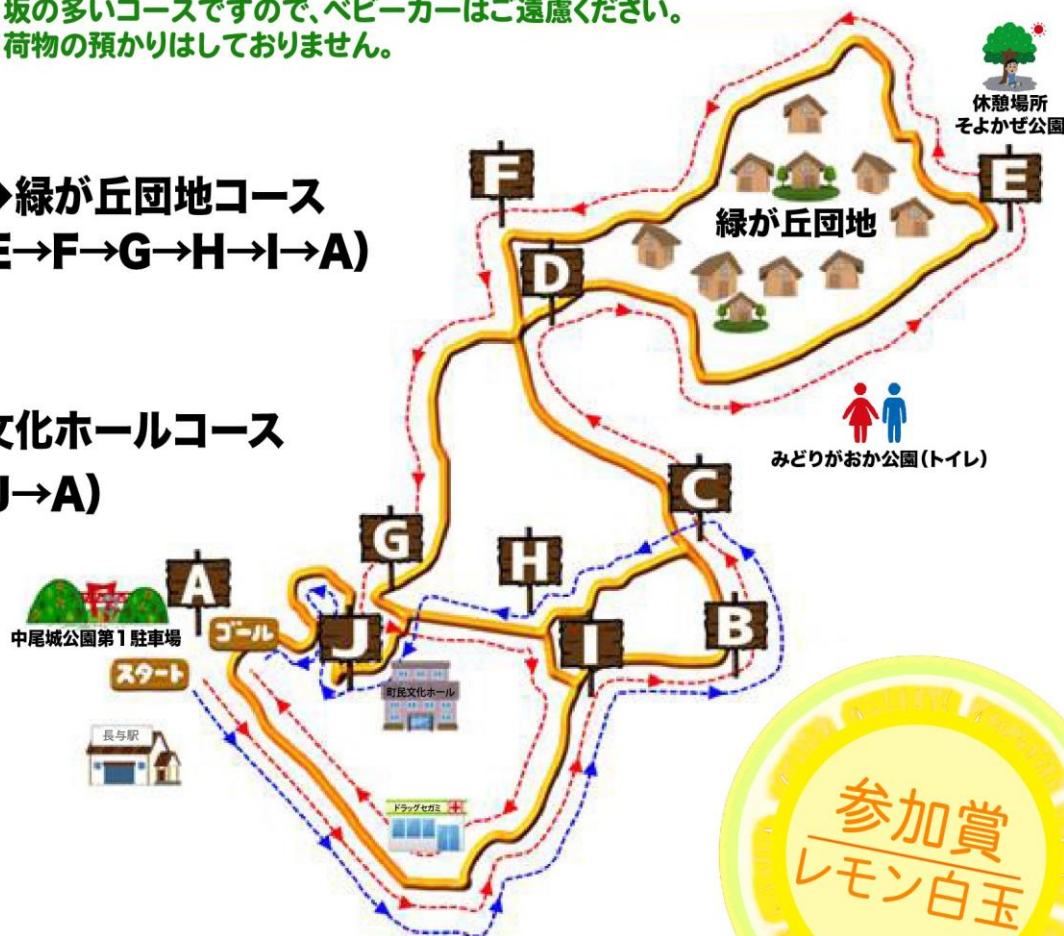 坂の多いコースですので、ベビーカーはご遠慮ください。
荷物の預かりはしておりません。
休憩場所
そよかぜ公園
緑が丘団地コース
E→F→G→H→I→A)
F
E
緑が丘団地
D
文化ホールコース
J→A)
みどりがおか公園(トイレ)
C
G
H
A
B
I
J
中尾城公園第1駐車場
ゴール
スタート
町民文化ホール
長与駅
ドラッグセガミ
参加賞
レモン白玉